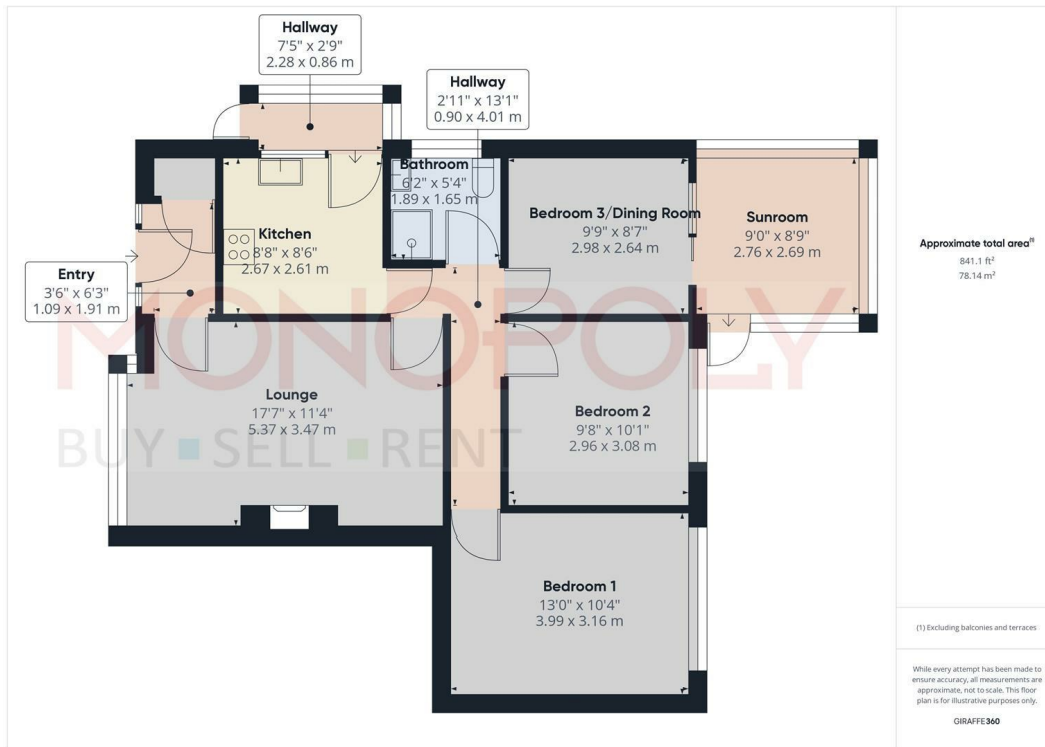 Hallway
7'5" x 2'9"
2.28 x 0.86 m
Hallway
2'11" x 13'1"
0.90 x 4.01 m
Bathroom
6'2" x 5'4"
1.89 x 1.65 m
Kitchen
8'8" x 8'6"
2.67 x 2.61 m
Bedroom 3/Dining Room
9'9" x 8'7"
2.98 x 2.64 m
Sunroom
9'0" x 8'9"
2.76 x 2.69 m
Entry
3'6" x 6'3"
1.09 x 1.91 m
MONOPOLY
BUY SELL RENT
Lounge
17'7" x 11'4"
5.37 x 3.47 m
Bedroom 2
9'8" x 10'1"
2.96 x 3.08 m
Bedroom 1
13'0" x 10'4"
3.99 x 3.16 m
Approximate total area(1)
841.1 ft²
78.14 m²
(1) Excluding balconies and terraces
While every attempt has been made to
ensure accuracy, all measurements are
approximate, not to scale. This floor
plan is for illustrative purposes only.
GIRAFFE360